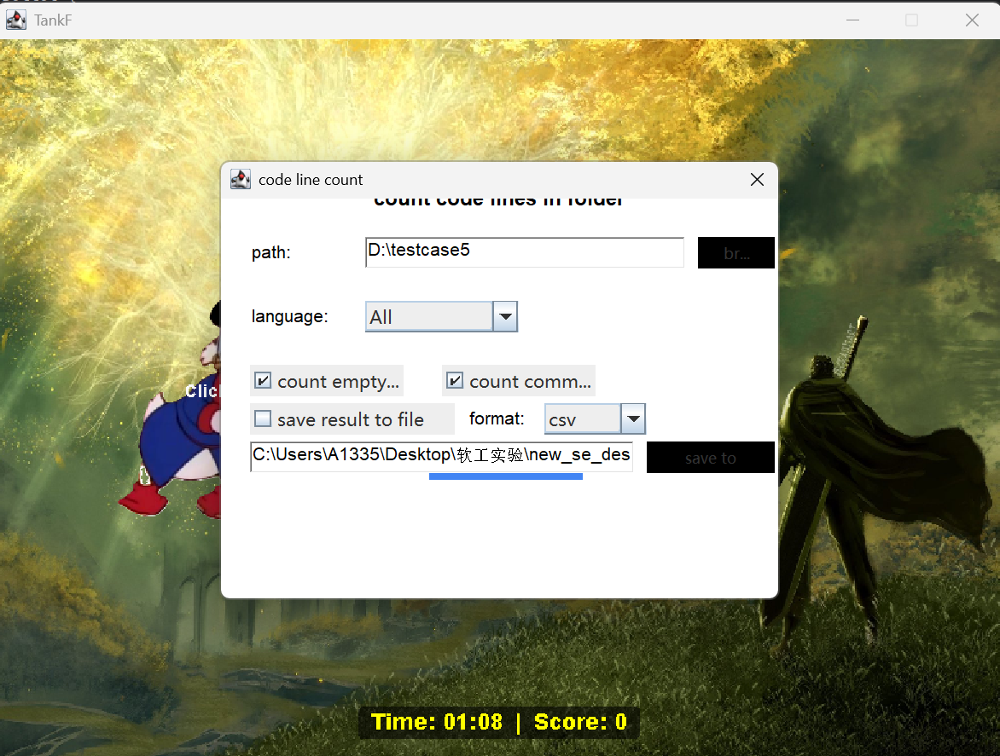 TankF
code line count
count code lines in folder
path: D:\testcase5 br...
language: All
count empty... count comm...
save result to file format: csv
C:\Users\A1335\Desktop\软工实验\new_se_des save to
Clic
Time: 01:08 | Score: 0